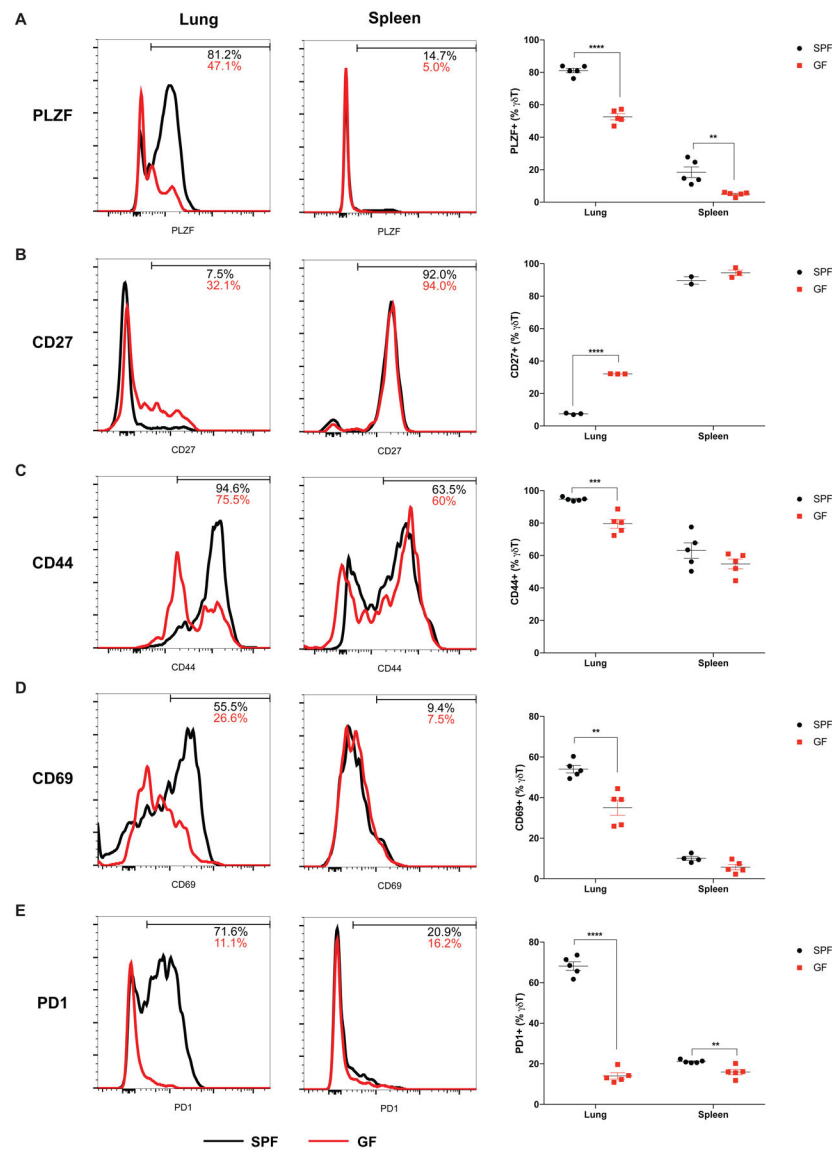 Lung
Spleen
A
PLZF
81.2%
47.1%
PLZF
14.7%
5.0%
PLZF
PLZF+ (% γδT)
100
80
60
40
20
0
****
**
Lung
Spleen
SPF
GF
B
CD27
7.5%
32.1%
CD27
92.0%
94.0%
CD27
CD27+ (% γδT)
100
80
60
40
20
0
****
Lung
Spleen
SPF
GF
C
CD44
94.6%
75.5%
CD44
63.5%
60%
CD44
CD44+ (% γδT)
100
80
60
40
20
0
***
Lung
Spleen
SPF
GF
D
CD69
55.5%
26.6%
CD69
9.4%
7.5%
CD69
CD69+ (% γδT)
80
60
40
20
0
**
Lung
Spleen
SPF
GF
E
PD1
71.6%
11.1%
PD1
20.9%
16.2%
PD1
PD1+ (% γδT)
80
60
40
20
0
****
**
Lung
Spleen
SPF
GF
SPF
GF